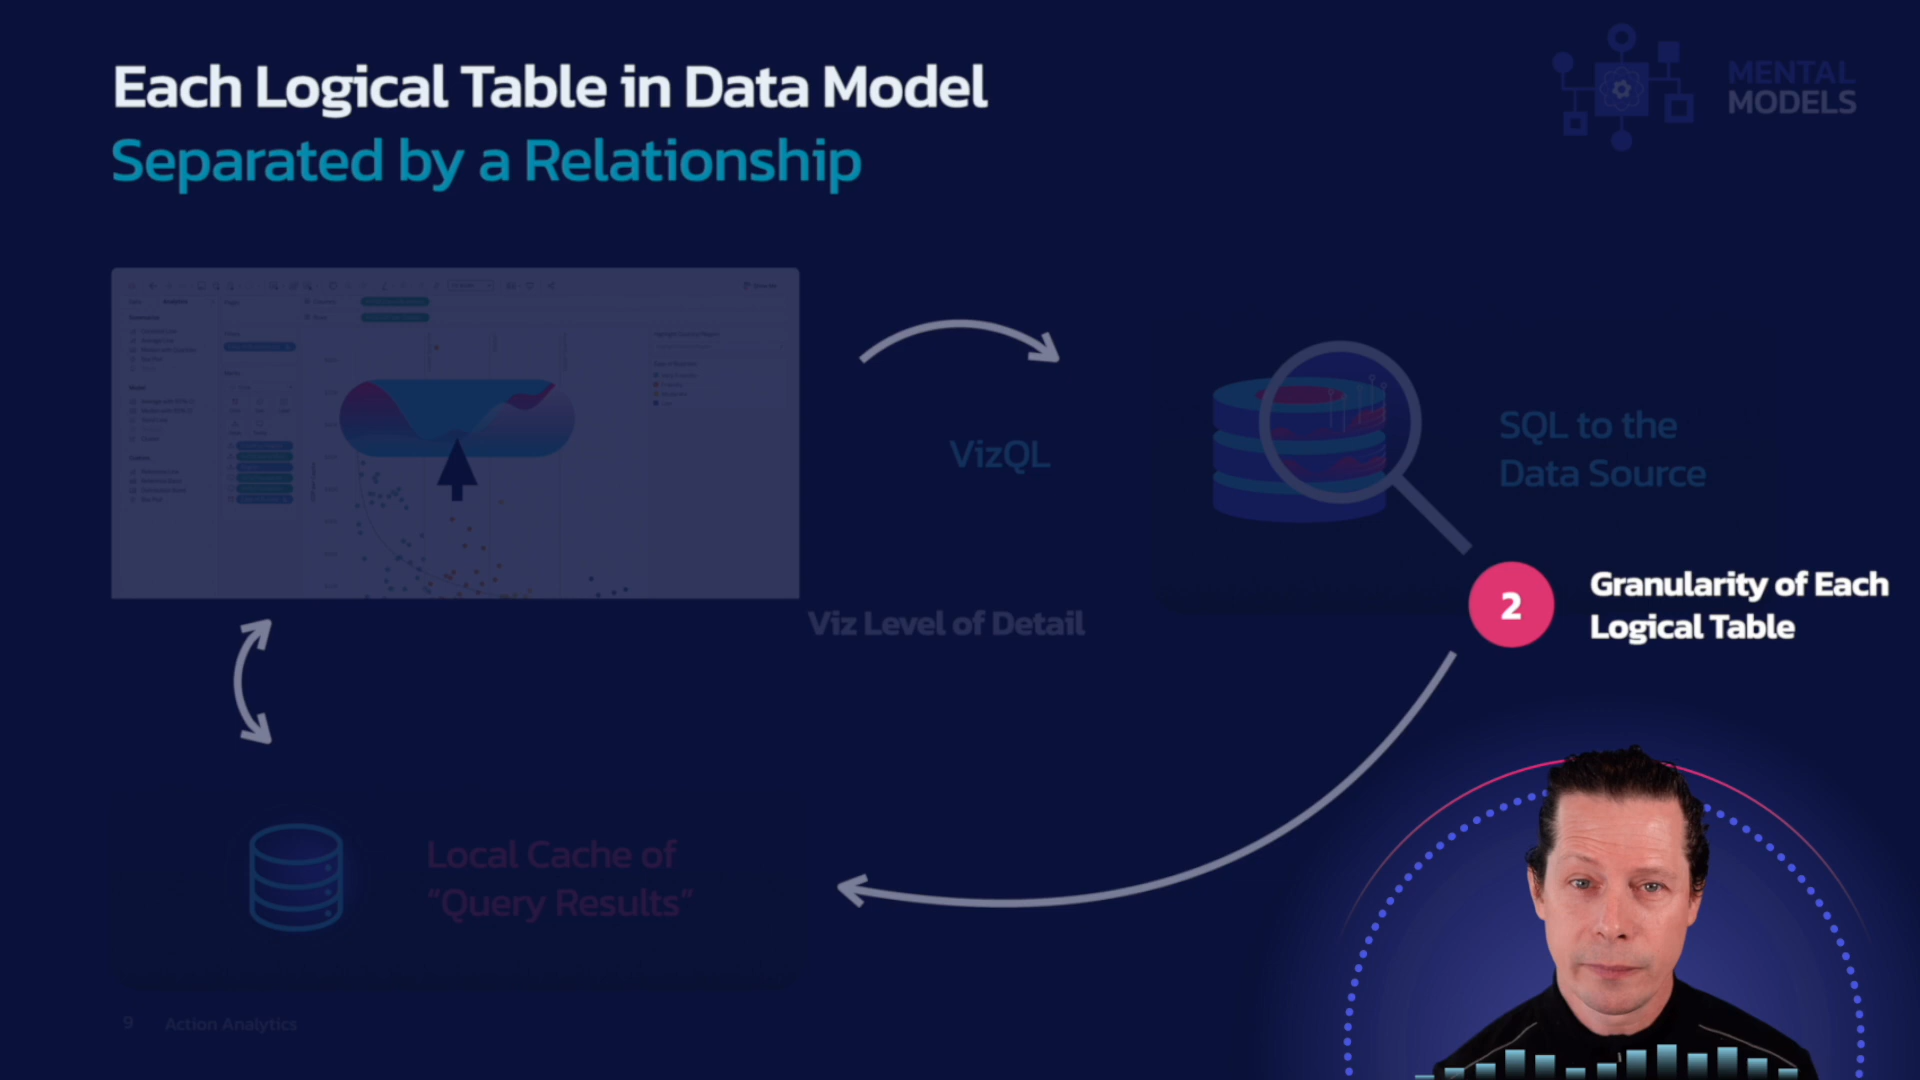 Each Logical Table in Data Model
Separated by a Relationship
MENTAL
MODELS
VizQL
SQL to the
Data Source
2
Granularity of Each
Logical Table
Viz Level of Detail
Local Cache of
“Query Results”
9
Action Analytics